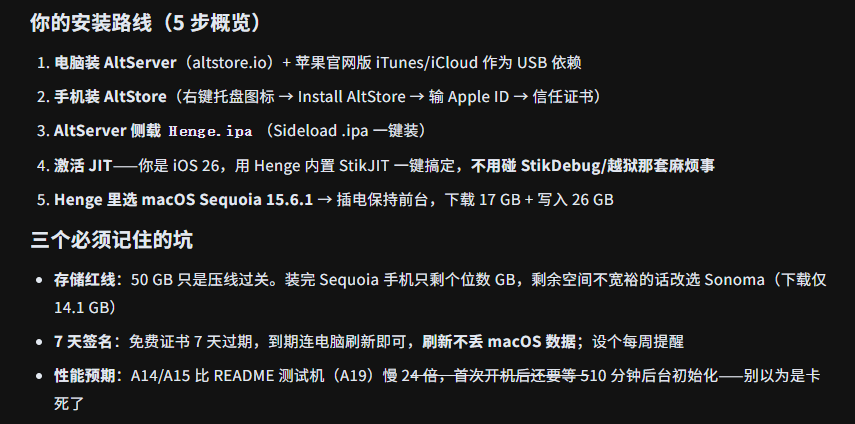 你的安装路线（5 步概览）
1. 电脑装 AltServer（altstore.io）+ 苹果官网版 iTunes/iCloud 作为 USB 依赖
2. 手机装 AltStore（右键托盘图标 → Install AltStore → 输 Apple ID → 信任证书）
3. AltServer 侧载 Henge.ipa （Sideload .ipa 一键装）
4. 激活 JIT——你是 iOS 26，用 Henge 内置 StikJIT 一键搞定，不用碰 StikDebug/越狱那套麻烦事
5. Henge 里选 macOS Sequoia 15.6.1 → 插电保持前台，下载 17 GB + 写入 26 GB
三个必须记住的坑
• 存储红线：50 GB 只是压线过关。装完 Sequoia 手机只剩个位数 GB，剩余空间不宽裕的话改选 Sonoma（下载仅
14.1 GB）
• 7 天签名：免费证书 7 天过期，到期连电脑刷新即可，刷新不丢 macOS 数据；设个每周提醒
• 性能预期：A14/A15 比 README 测试机（A19）慢 24 倍，首次开机后还要等 510 分钟后台初始化——别以为是卡
死了